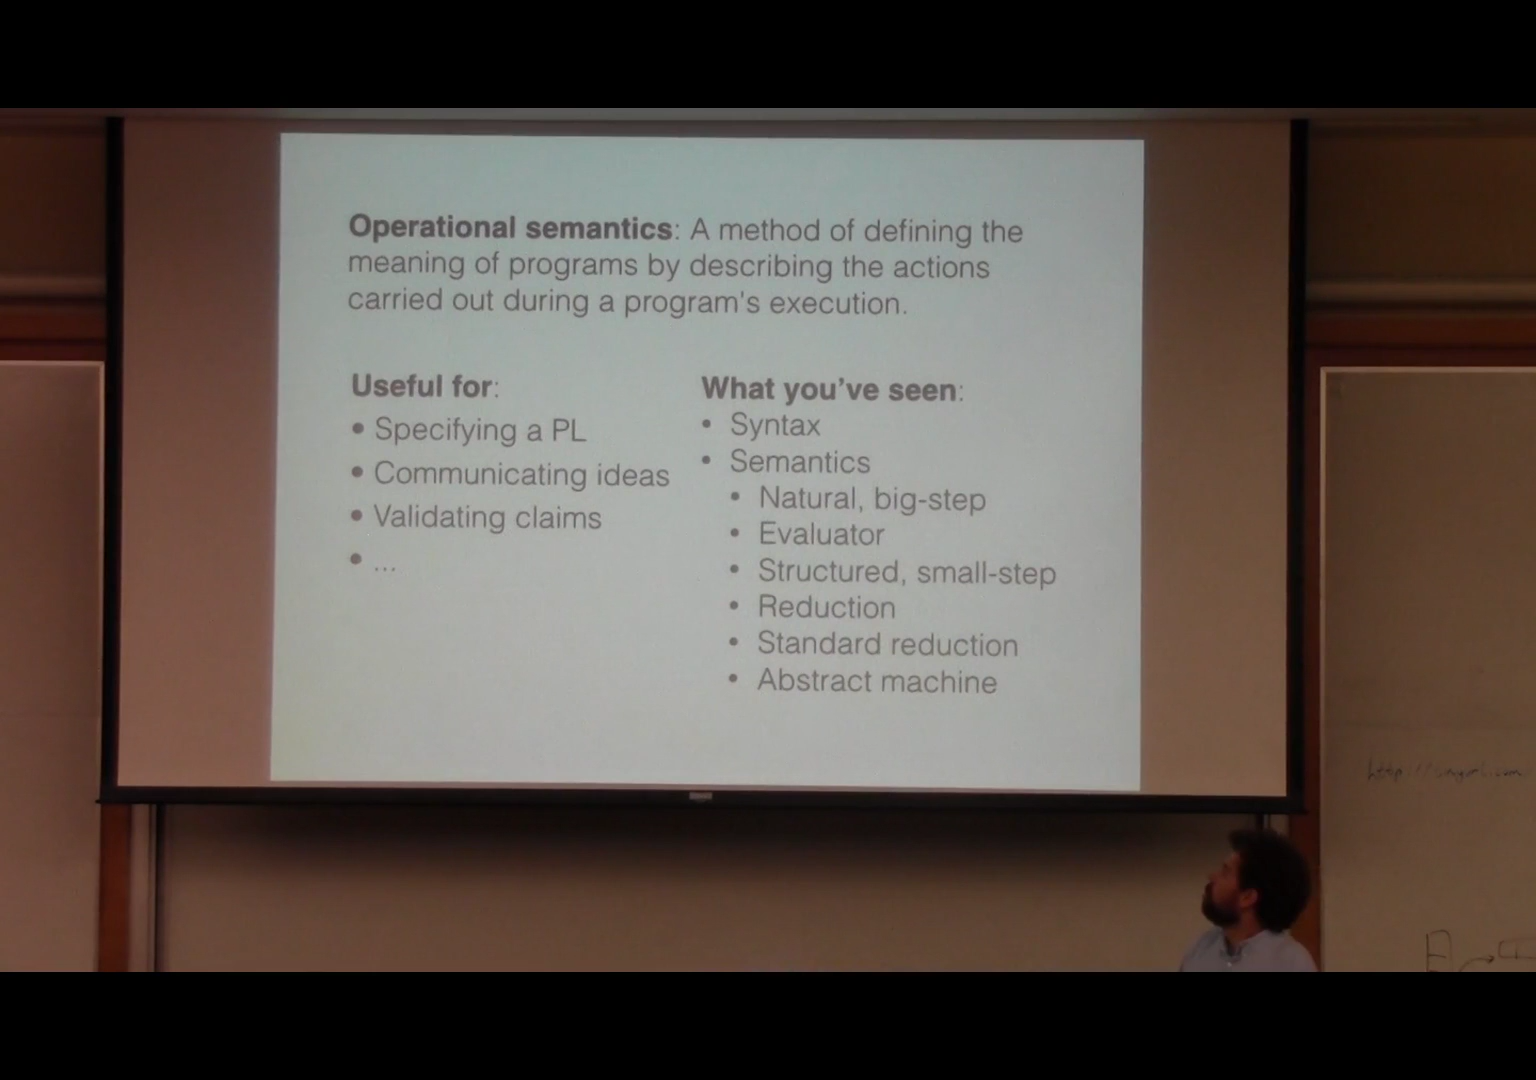 Operational semantics: A method of defining the
meaning of programs by describing the actions
carried out during a program's execution.
Useful for:
• Specifying a PL
• Communicating ideas
• Validating claims
• ...
What you've seen:
• Syntax
• Semantics
• Natural, big-step
• Evaluator
• Structured, small-step
• Reduction
• Standard reduction
• Abstract machine